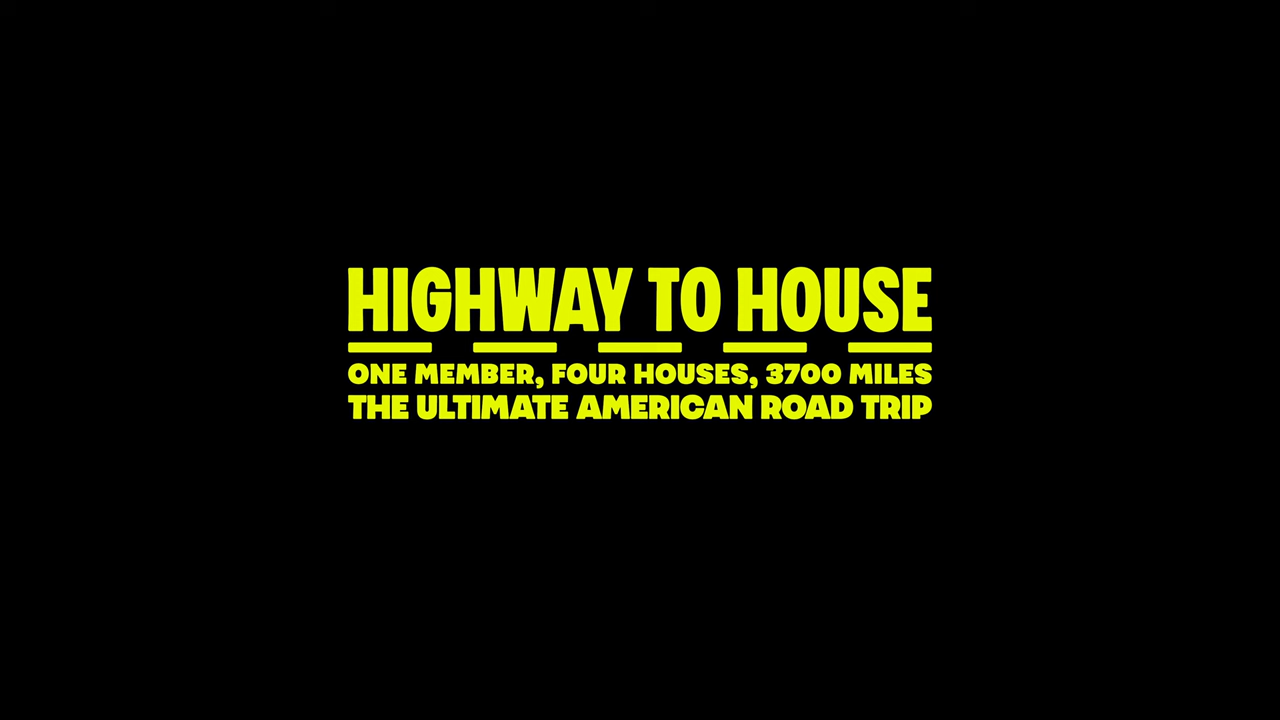 HIGHWAY TO HOUSE
ONE MEMBER, FOUR HOUSES, 3700 MILES
THE ULTIMATE AMERICAN ROAD TRIP